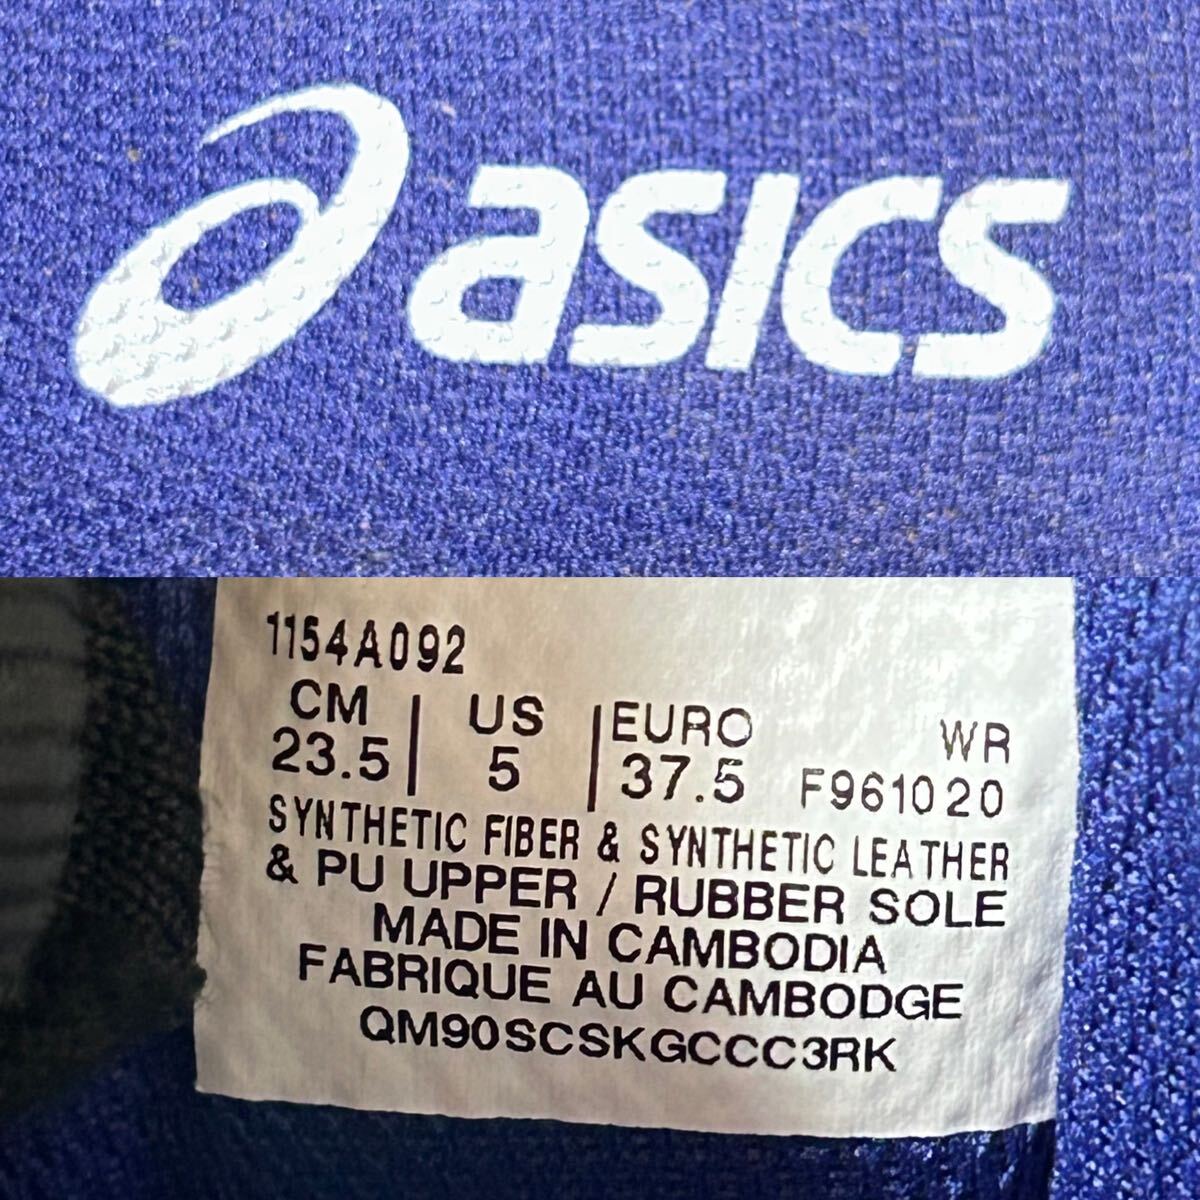 asics
1154A092
CM | US | EURO WR
23.5 | 5 | 37.5 F961020
SYNTHETIC FIBER & SYNTHETIC LEATHER
& PU UPPER / RUBBER SOLE
MADE IN CAMBODIA
FABRIQUE AU CAMBODGE
QM90SCSKGCCC3RK